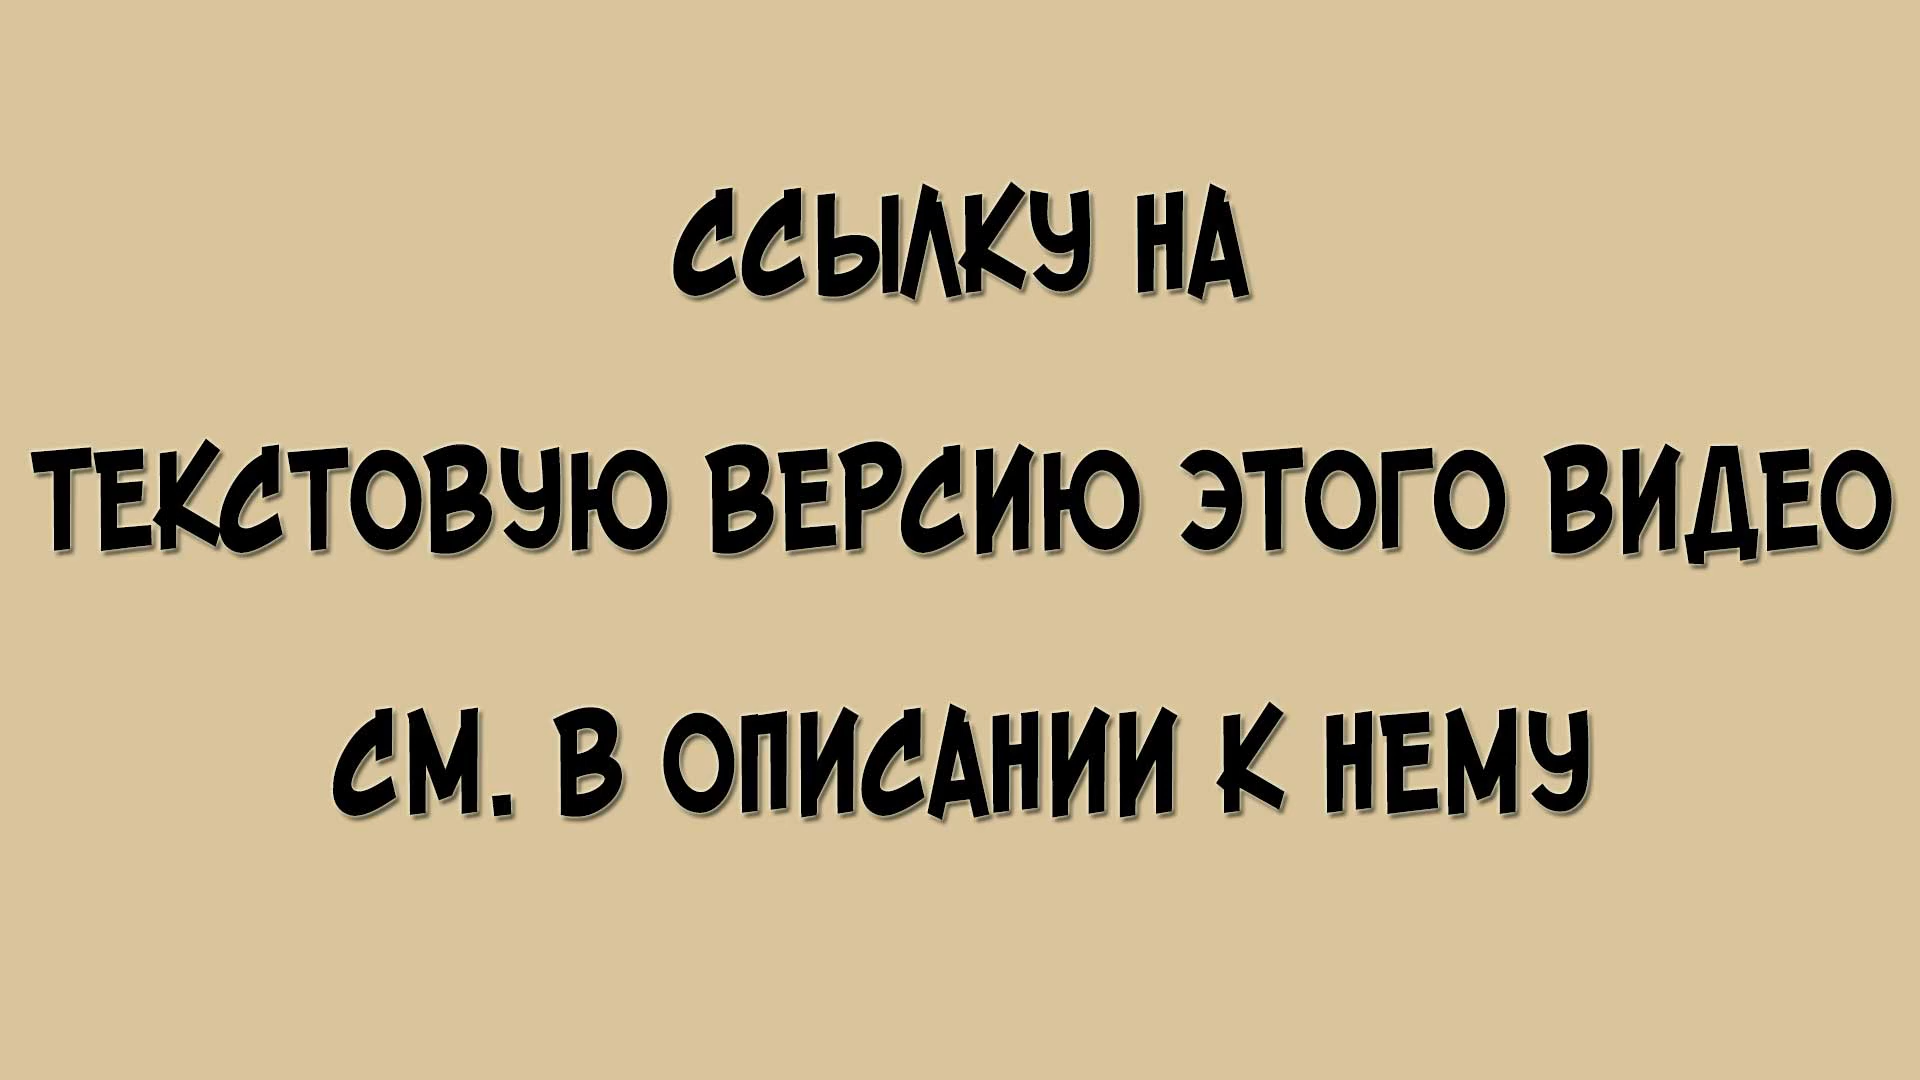 ССЫЛКУ НА
ТЕКСТОВУЮ ВЕРСИЮ ЭТОГО ВИДЕО
СМ. В ОПИСАНИИ К НЕМУ